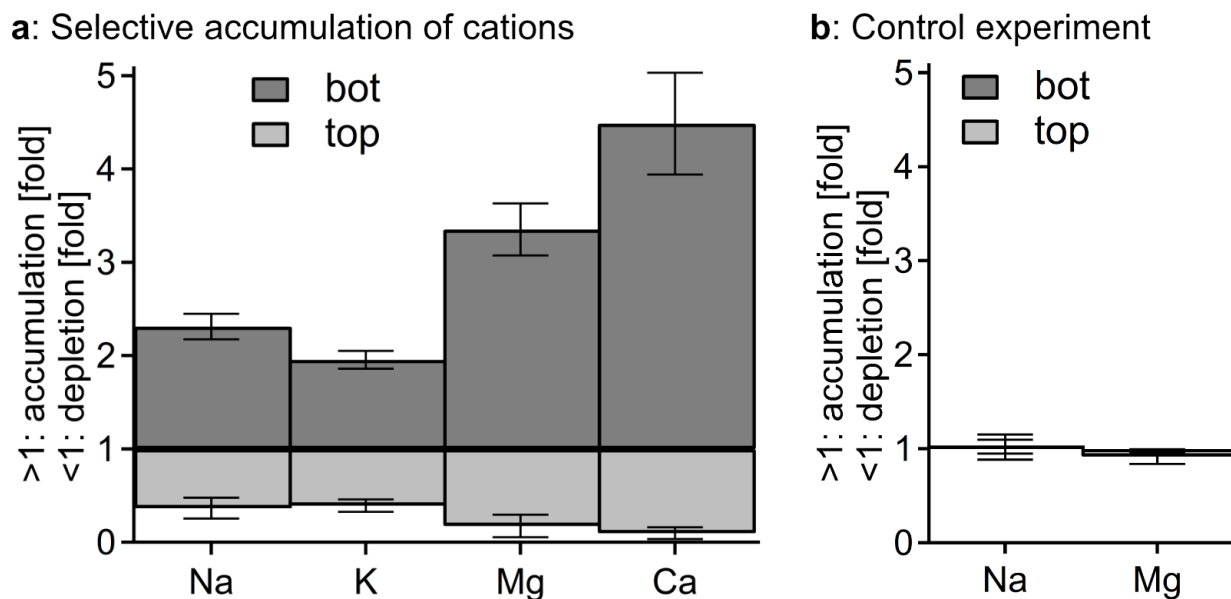 a: Selective accumulation of cations
>1: accumulation [fold]
<1: depletion [fold]
5
4
3
2
1
0
bot
top
Na K Mg Ca
b: Control experiment
>1: accumulation [fold]
<1: depletion [fold]
5
4
3
2
1
0
bot
top
Na Mg